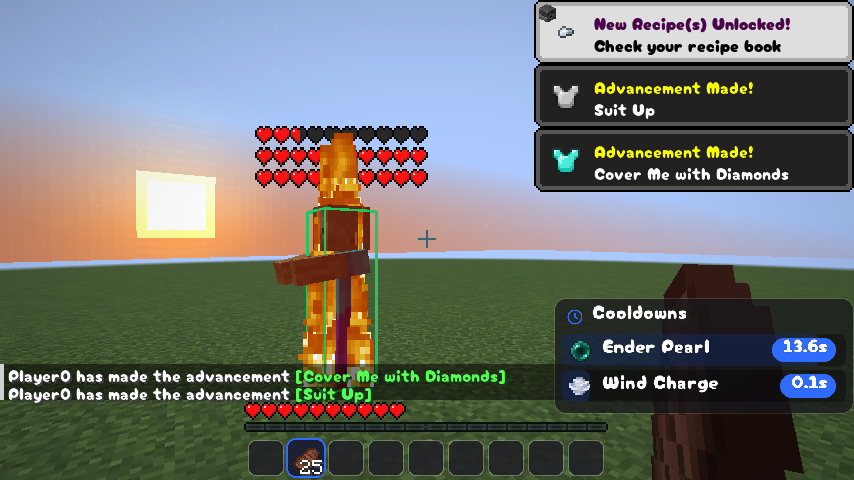 New Recipe(s) Unlocked!
Check your recipe book
Advancement Made!
Suit Up
Advancement Made!
Cover Me with Diamonds
Cooldowns
Ender Pearl 13.6s
Wind Charge 0.1s
Player0 has made the advancement [Cover Me with Diamonds]
Player0 has made the advancement [Suit Up]
25